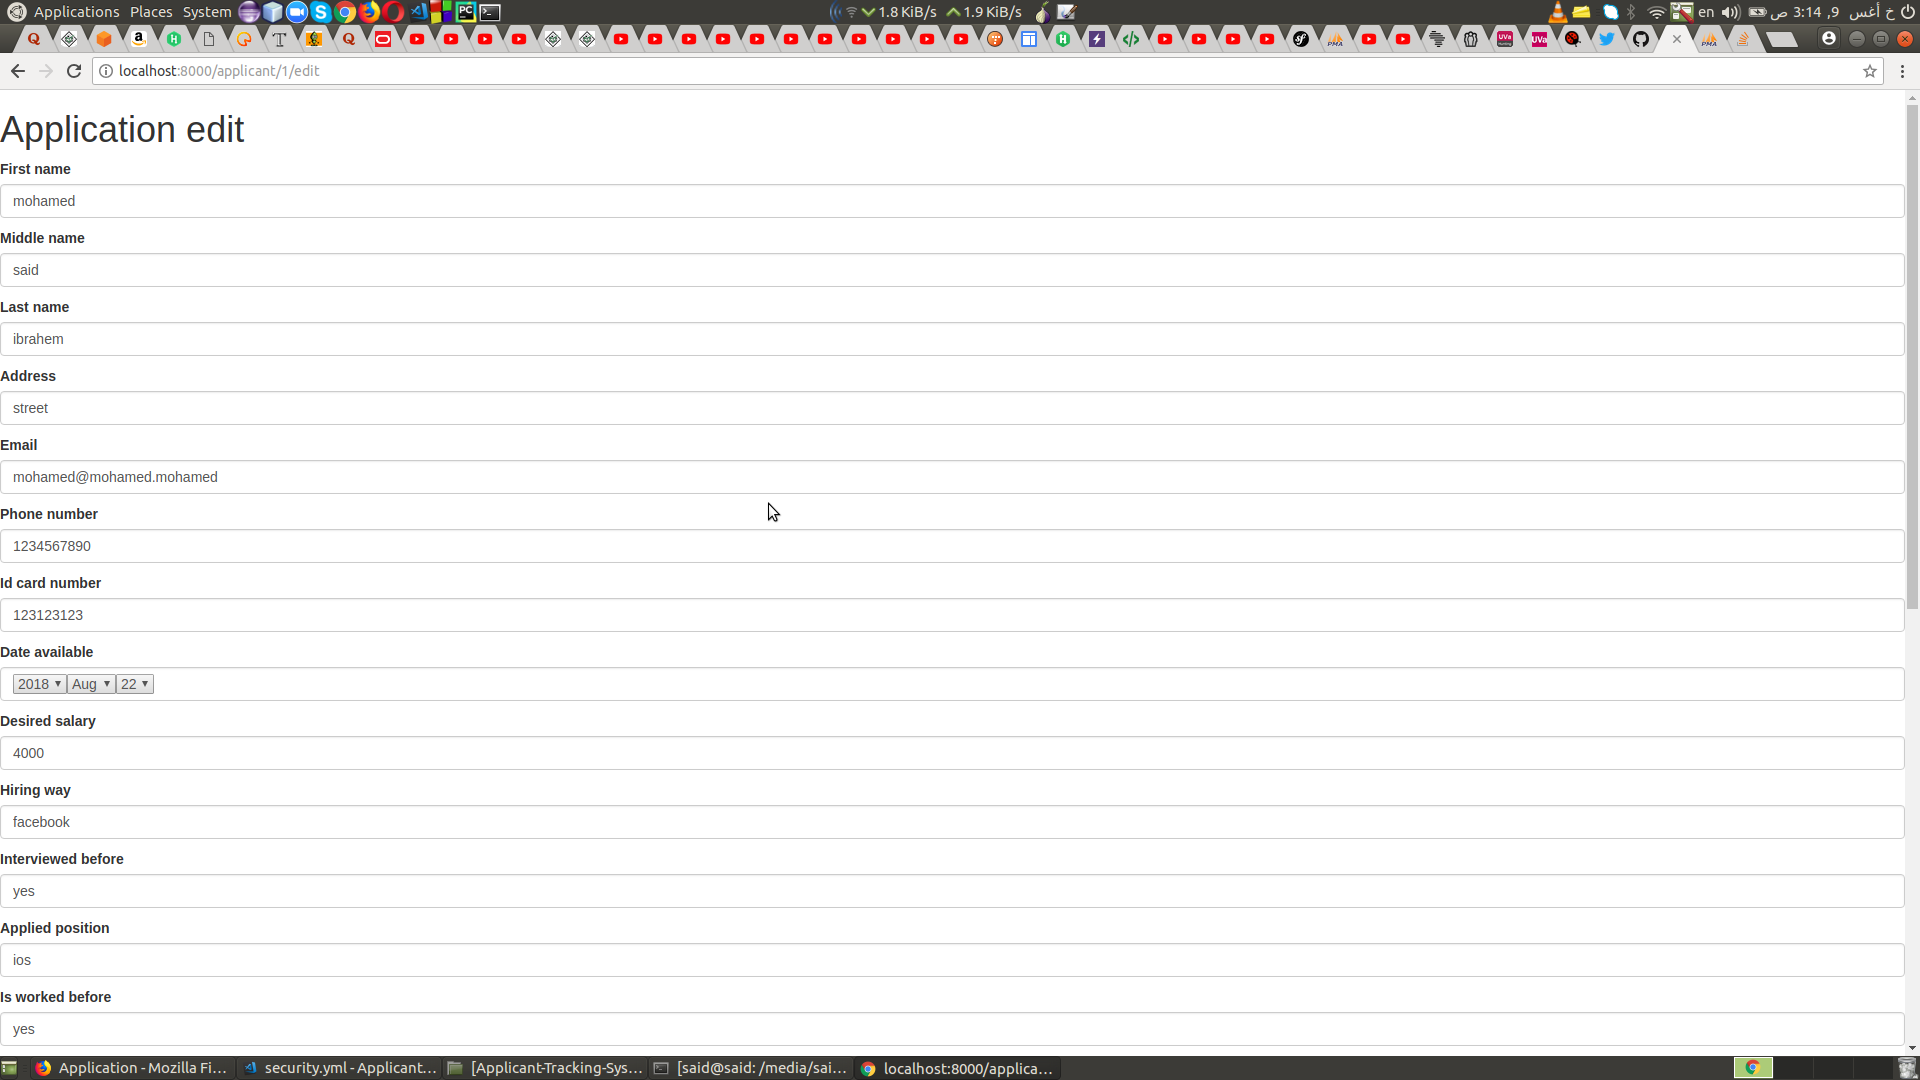 Applications Places System
1.8 KiB/s 1.9 KiB/s
en
خ أغس 9, 3:14 ص
localhost:8000/applicant/1/edit
Application edit
First name
mohamed
Middle name
said
Last name
ibrahem
Address
street
Email
mohamed@mohamed.mohamed
Phone number
1234567890
Id card number
123123123
Date available
2018 Aug 22
Desired salary
4000
Hiring way
facebook
Interviewed before
yes
Applied position
ios
Is worked before
yes
Application - Mozilla Fi... security.yml - Applicant... [Applicant-Tracking-Sys... [said@said: /media/sai... localhost:8000/applica...